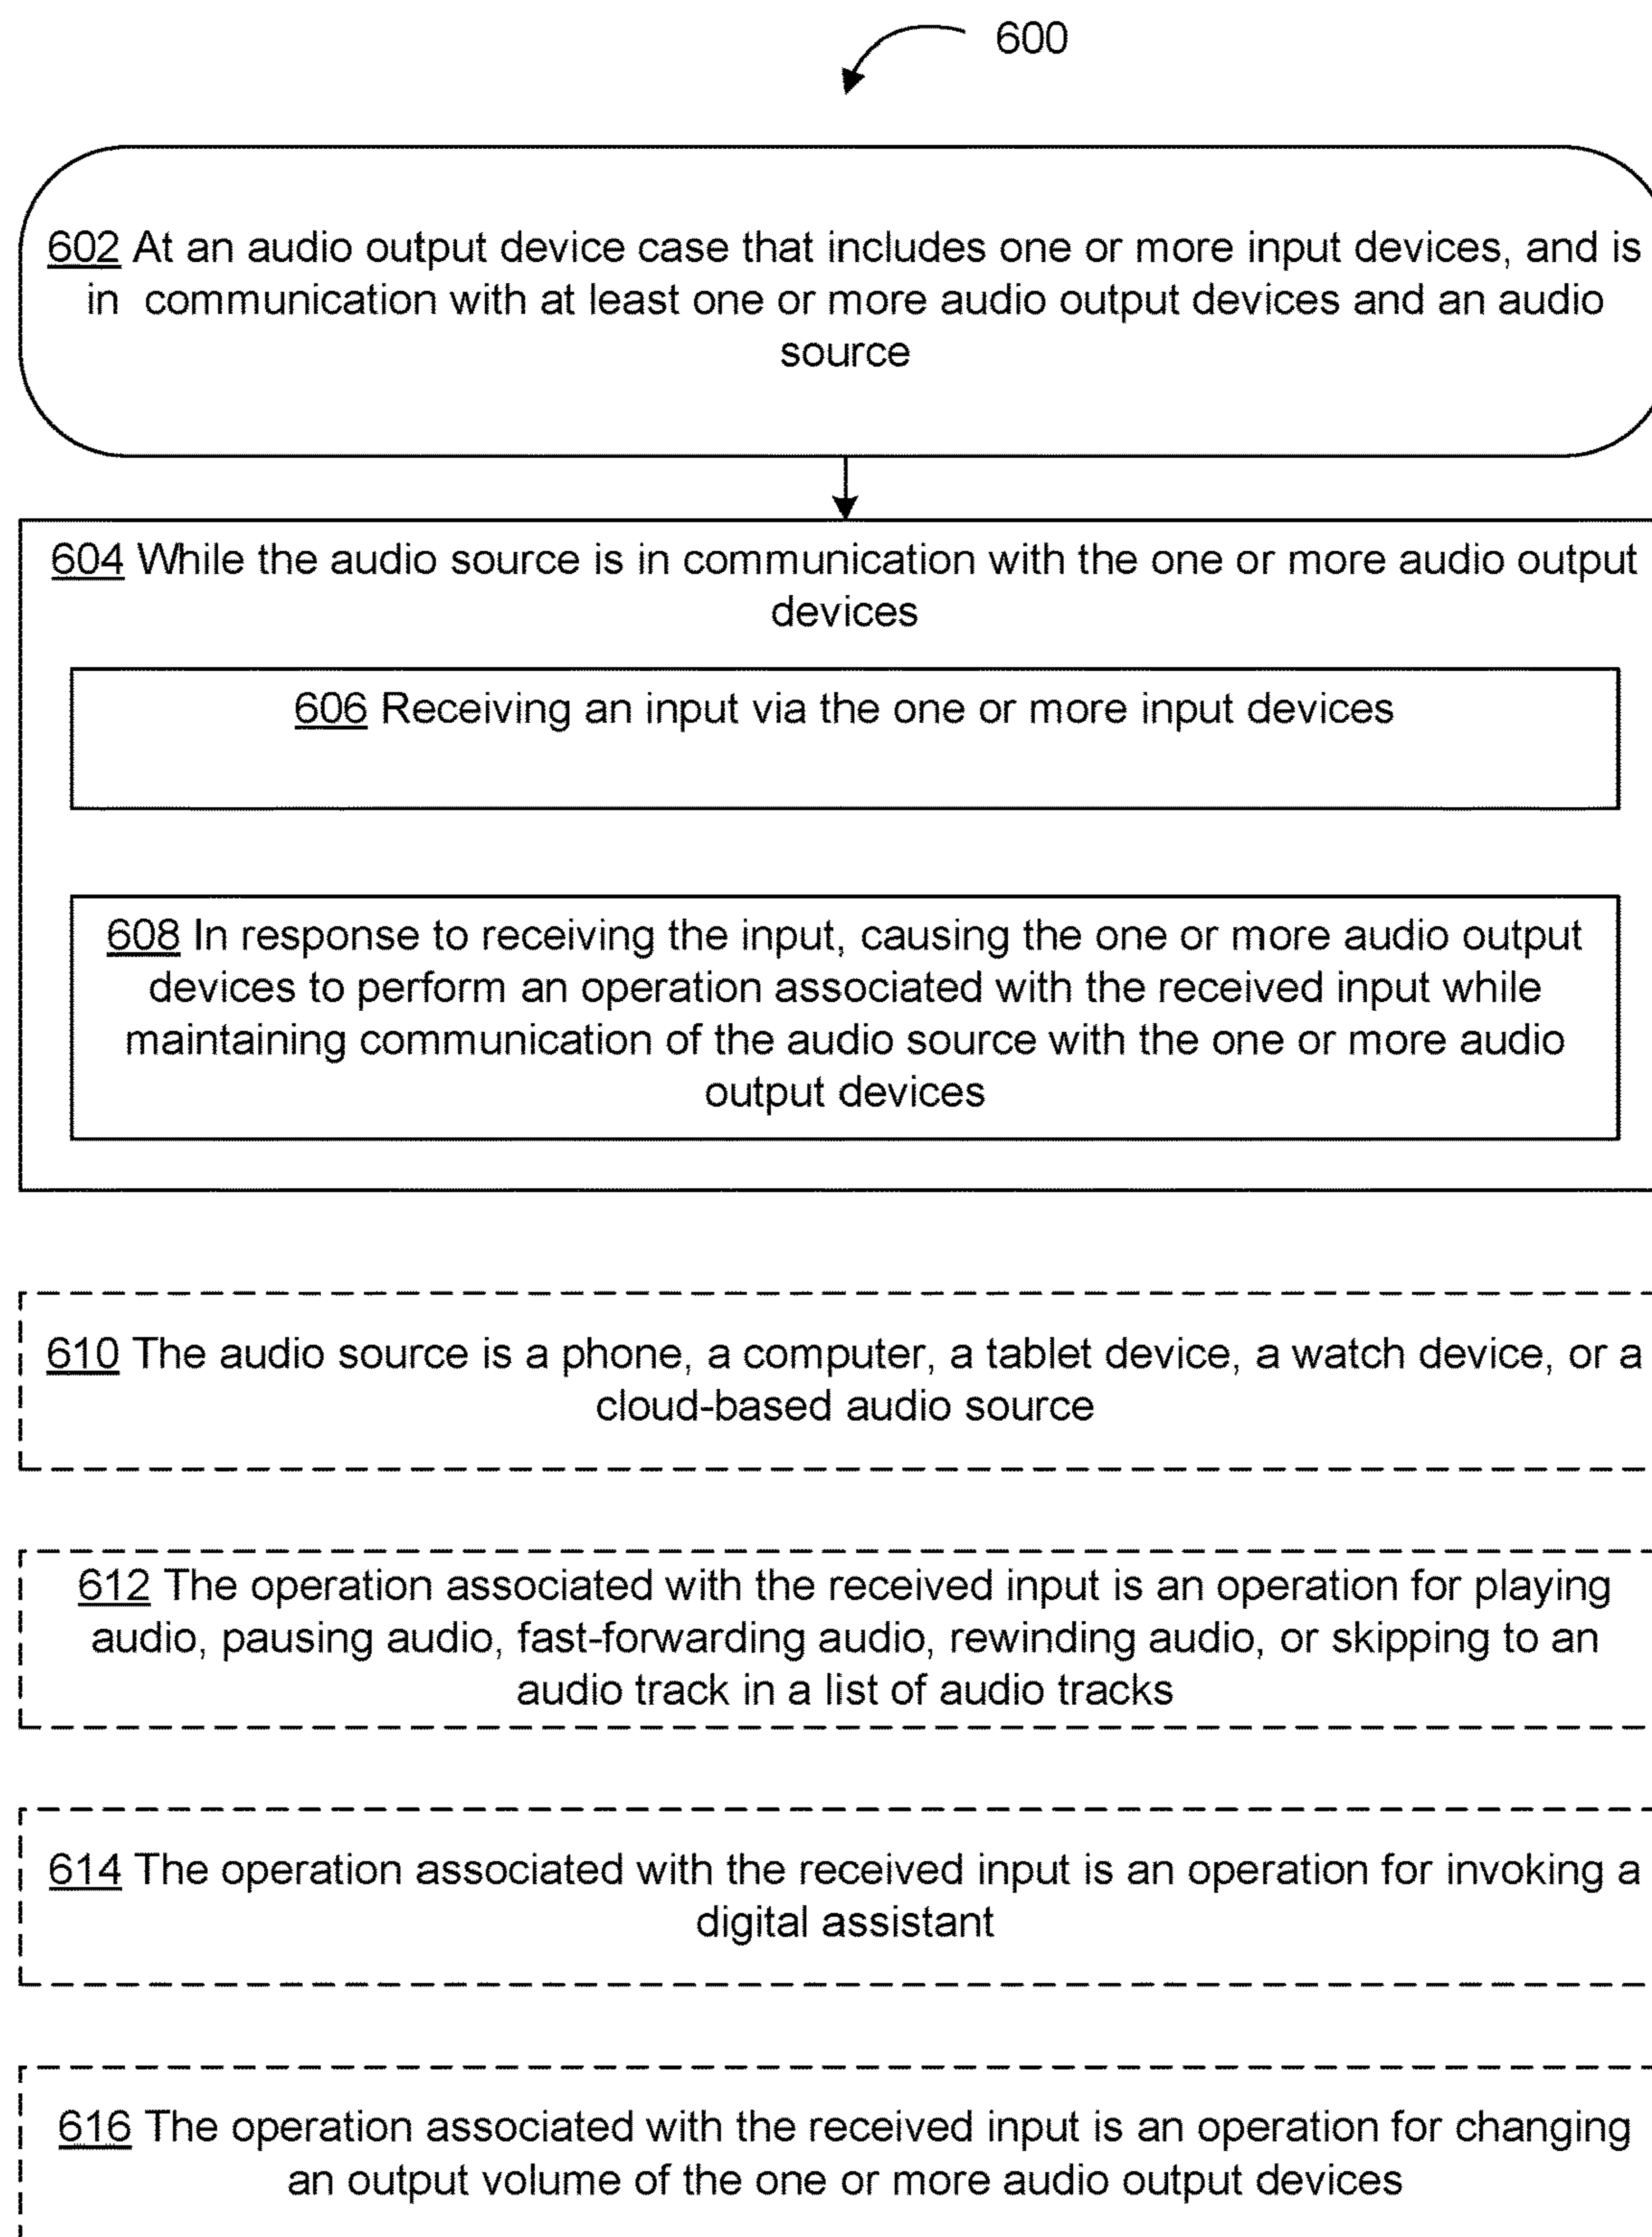 600
602 At an audio output device case that includes one or more input devices, and is
in communication with at least one or more audio output devices and an audio
source
604 While the audio source is in communication with the one or more audio output
devices
606 Receiving an input via the one or more input devices
608 In response to receiving the input, causing the one or more audio output
devices to perform an operation associated with the received input while
maintaining communication of the audio source with the one or more audio
output devices
610 The audio source is a phone, a computer, a tablet device, a watch device, or a
cloud-based audio source
612 The operation associated with the received input is an operation for playing
audio, pausing audio, fast-forwarding audio, rewinding audio, or skipping to an
audio track in a list of audio tracks
614 The operation associated with the received input is an operation for invoking a
digital assistant
616 The operation associated with the received input is an operation for changing
an output volume of the one or more audio output devices